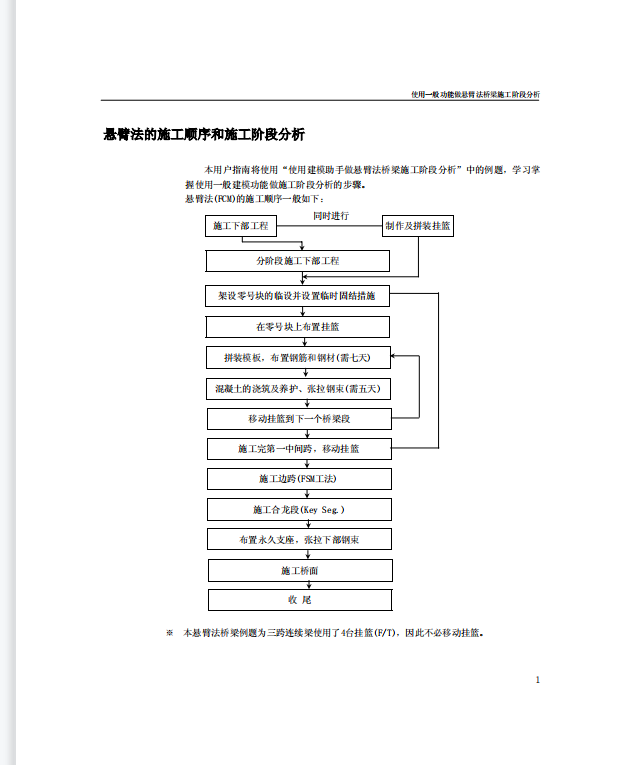 使用一般功能做悬臂法桥梁施工阶段分析
悬臂法的施工顺序和施工阶段分析
本用户指南将使用“使用建模助手做悬臂法桥梁施工阶段分析”中的例题，学习掌
握使用一般建模功能做施工阶段分析的步骤。
悬臂法(FCM)的施工顺序一般如下：
同时进行
施工下部工程
制作及拼装挂篮
分阶段施工下部工程
架设零号块的临设并设置临时固结措施
在零号块上布置挂篮
拼装模板，布置钢筋和钢材(需七天)
混凝土的浇筑及养护、张拉钢束(需五天)
移动挂篮到下一个桥梁段
施工完第一中间跨，移动挂篮
施工边跨(FSM工法)
施工合龙段(Key Seg.)
布置永久支座，张拉下部钢束
施工桥面
收 尾
※ 本悬臂法桥梁例题为三跨连续梁使用了4台挂篮(F/T)，因此不必移动挂篮。
1